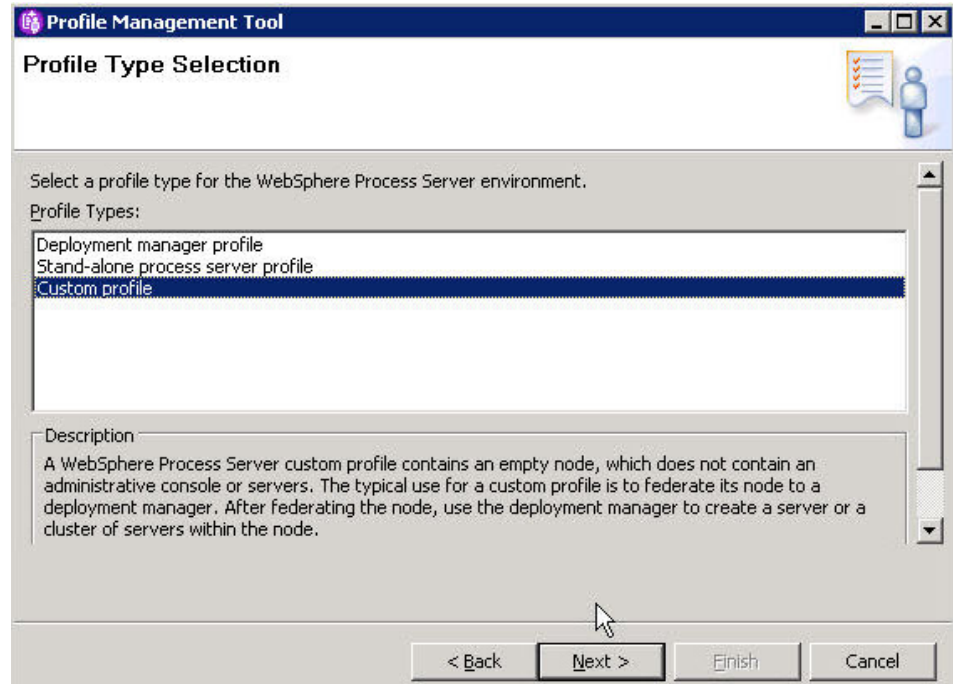 Profile Management Tool
Profile Type Selection
Select a profile type for the WebSphere Process Server environment.
Profile Types:
Deployment manager profile
Stand-alone process server profile
Custom profile
Description
A WebSphere Process Server custom profile contains an empty node, which does not contain an
administrative console or servers. The typical use for a custom profile is to federate its node to a
deployment manager. After federating the node, use the deployment manager to create a server or a
cluster of servers within the node.
< Back Next > Finish Cancel